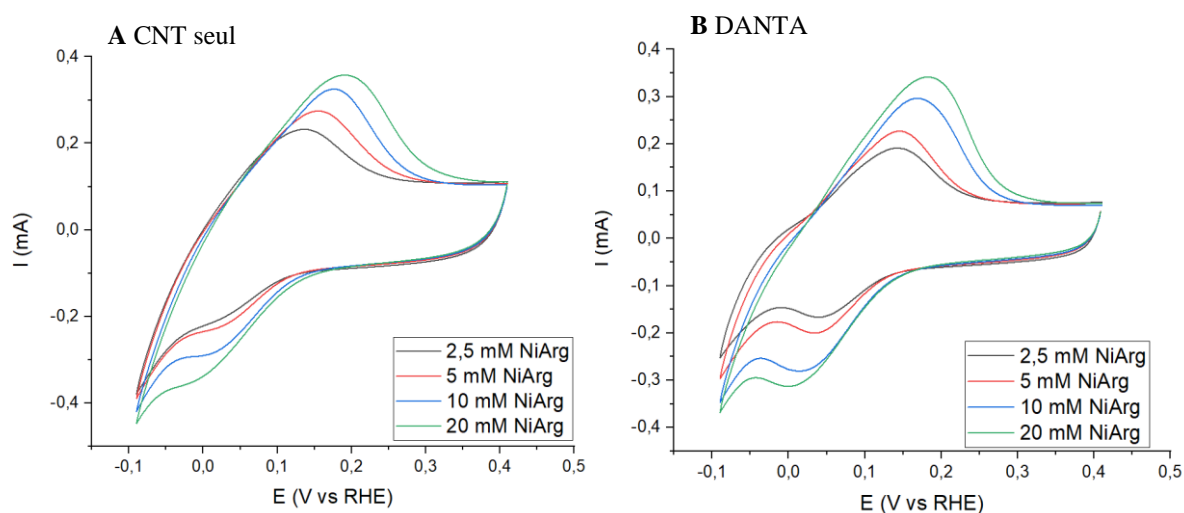 A CNT seul
0,4
0,2
0,0
-0,2
-0,4
I (mA)
-0,1 0,0 0,1 0,2 0,3 0,4 0,5
E (V vs RHE)
2,5 mM NiArg
5 mM NiArg
10 mM NiArg
20 mM NiArg
B DANTA
0,4
0,3
0,2
0,1
0,0
-0,1
-0,2
-0,3
-0,4
I (mA)
-0,1 0,0 0,1 0,2 0,3 0,4 0,5
E (V vs RHE)
2,5 mM NiArg
5 mM NiArg
10 mM NiArg
20 mM NiArg